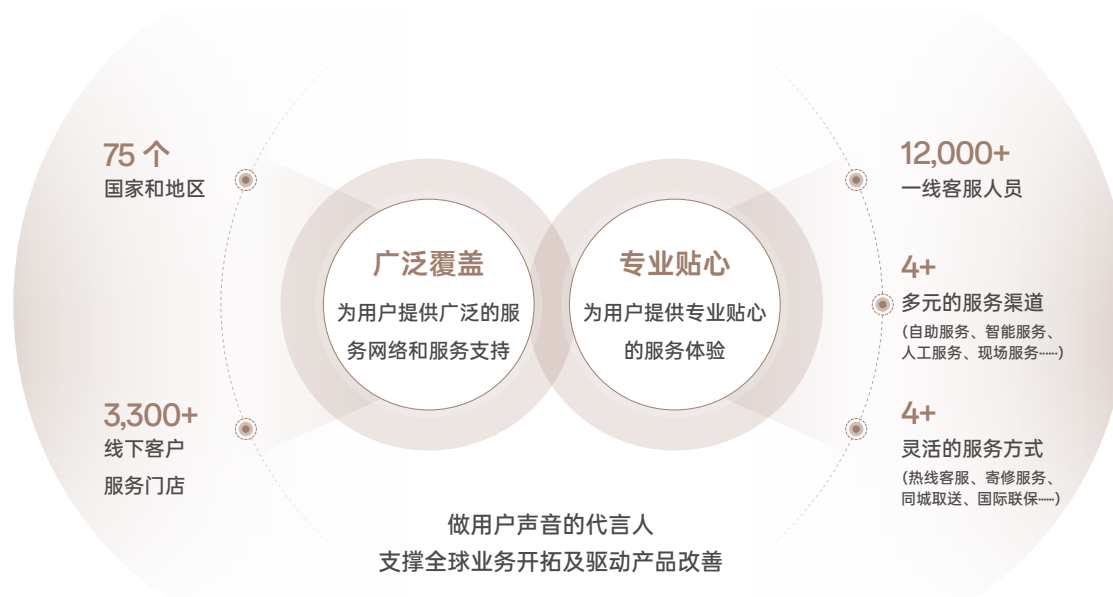 75 个
国家和地区
3,300+
线下客户
服务门店
广泛覆盖
为用户提供广泛的服
务网络和服务支持
专业贴心
为用户提供专业贴心
的服务体验
12,000+
一线客服人员
4+
多元的服务渠道
（自助服务、智能服务、
人工服务、现场服务……）
4+
灵活的服务方式
（热线客服、寄修服务、
同城取送、国际联保……）
做用户声音的代言人
支撑全球业务开拓及驱动产品改善